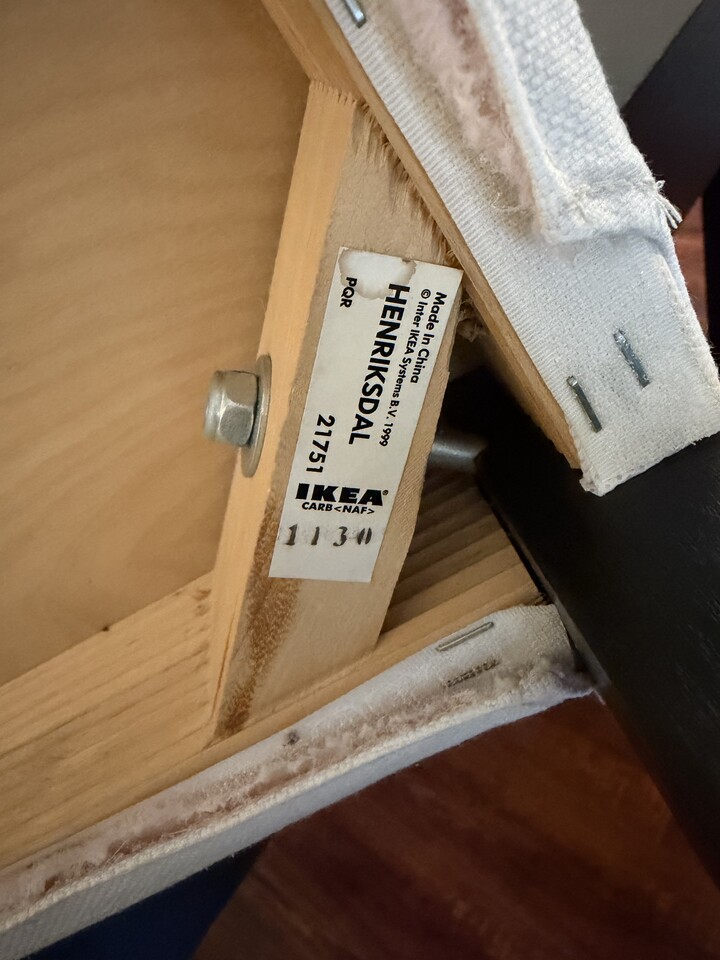 Made in China
© Inter IKEA Systems B.V. 1999
HENRIKSDAL
PQR
21751
IKEA®
CARB<NAF>
1130